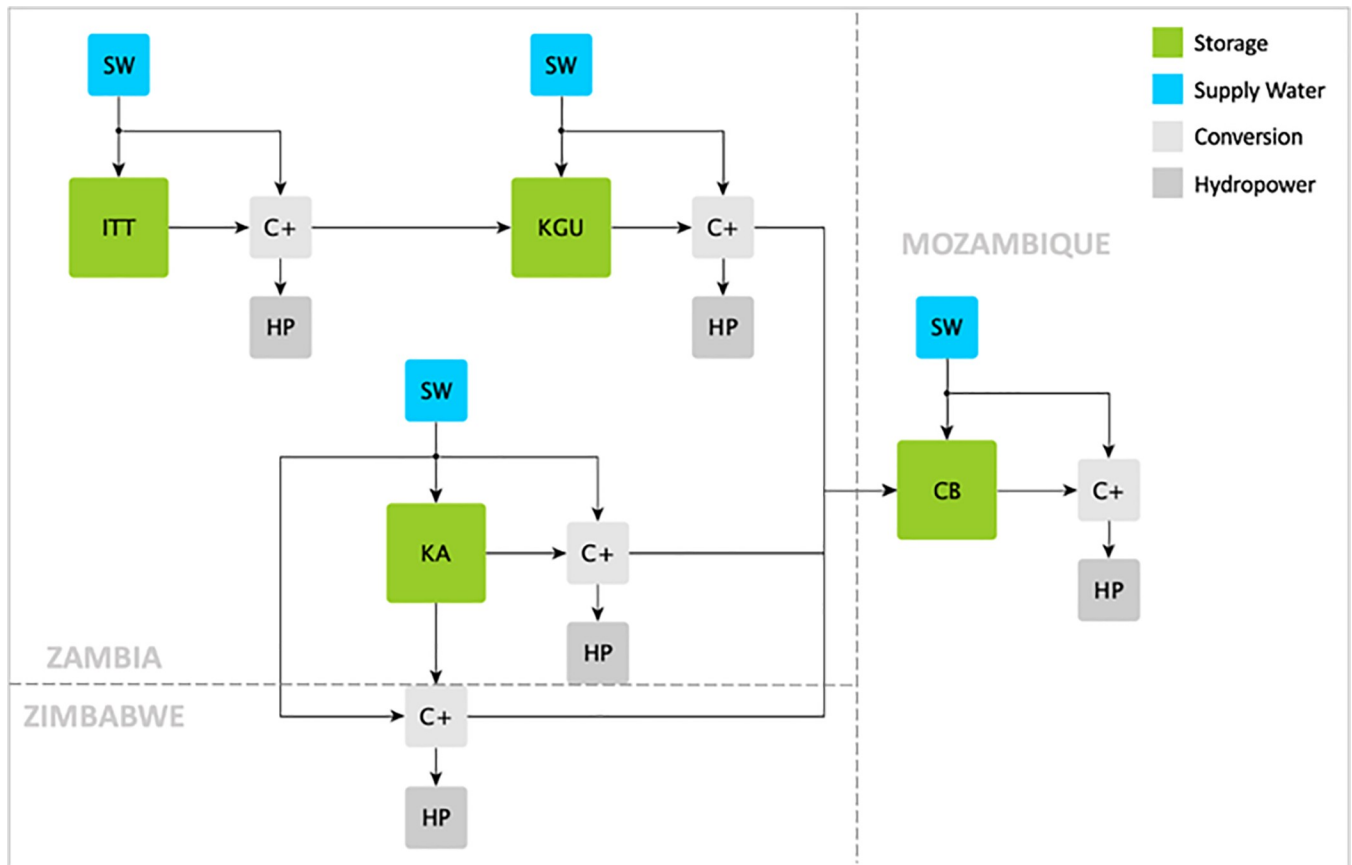 SW
SW
Storage
Supply Water
Conversion
Hydropower
ITT
C+
KGU
C+
MOZAMBIQUE
HP
HP
SW
SW
KA
C+
CB
C+
HP
HP
ZAMBIA
ZIMBABWE
C+
HP